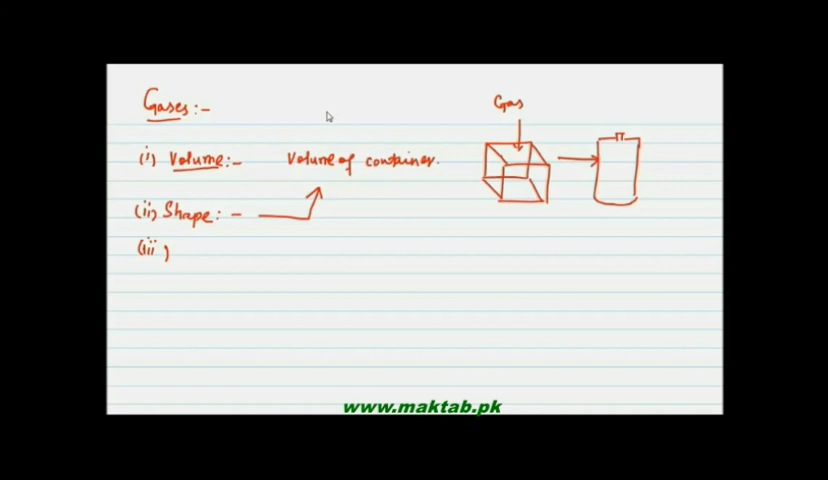 Gases:-
Gas
(i) Volume:- Volume of container.
(ii) Shape: -
(iii)
www.maktab.pk